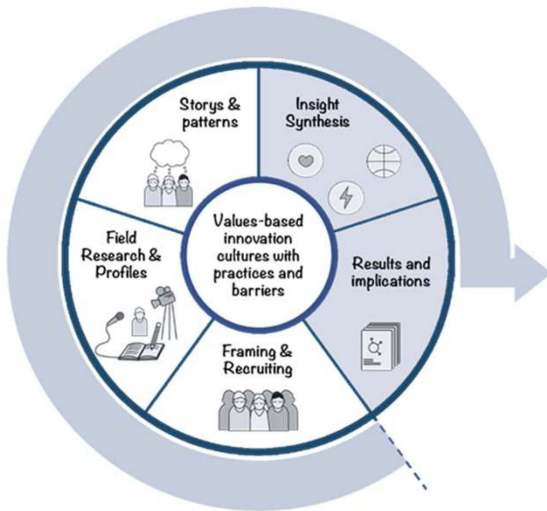 Storys &
patterns
Insight
Synthesis
Field
Research &
Profiles
Values-based
innovation
cultures with
practices and
barriers
Results and
implications
Framing &
Recruiting